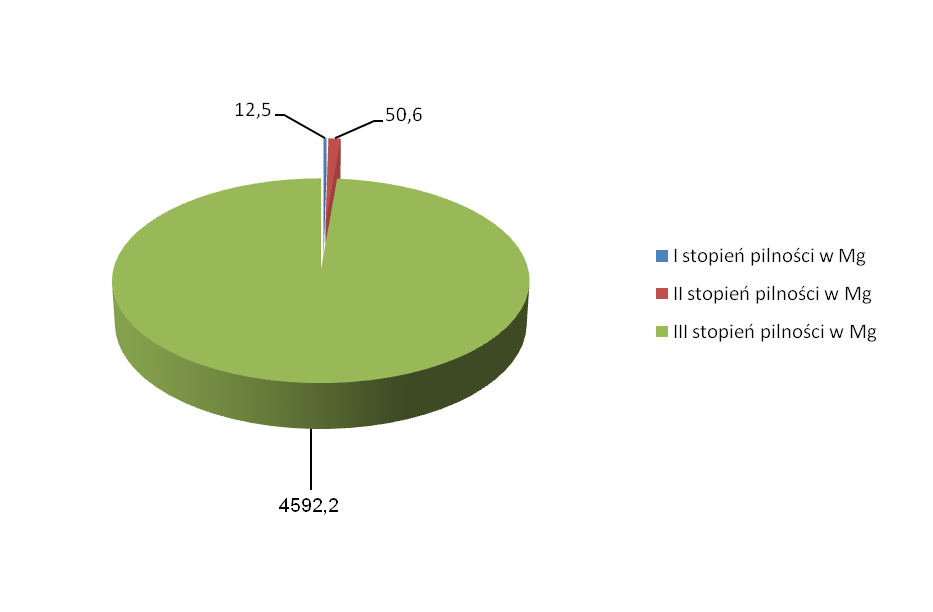 12,5
50,6
I stopień pilności w Mg
II stopień pilności w Mg
III stopień pilności w Mg
4592,2